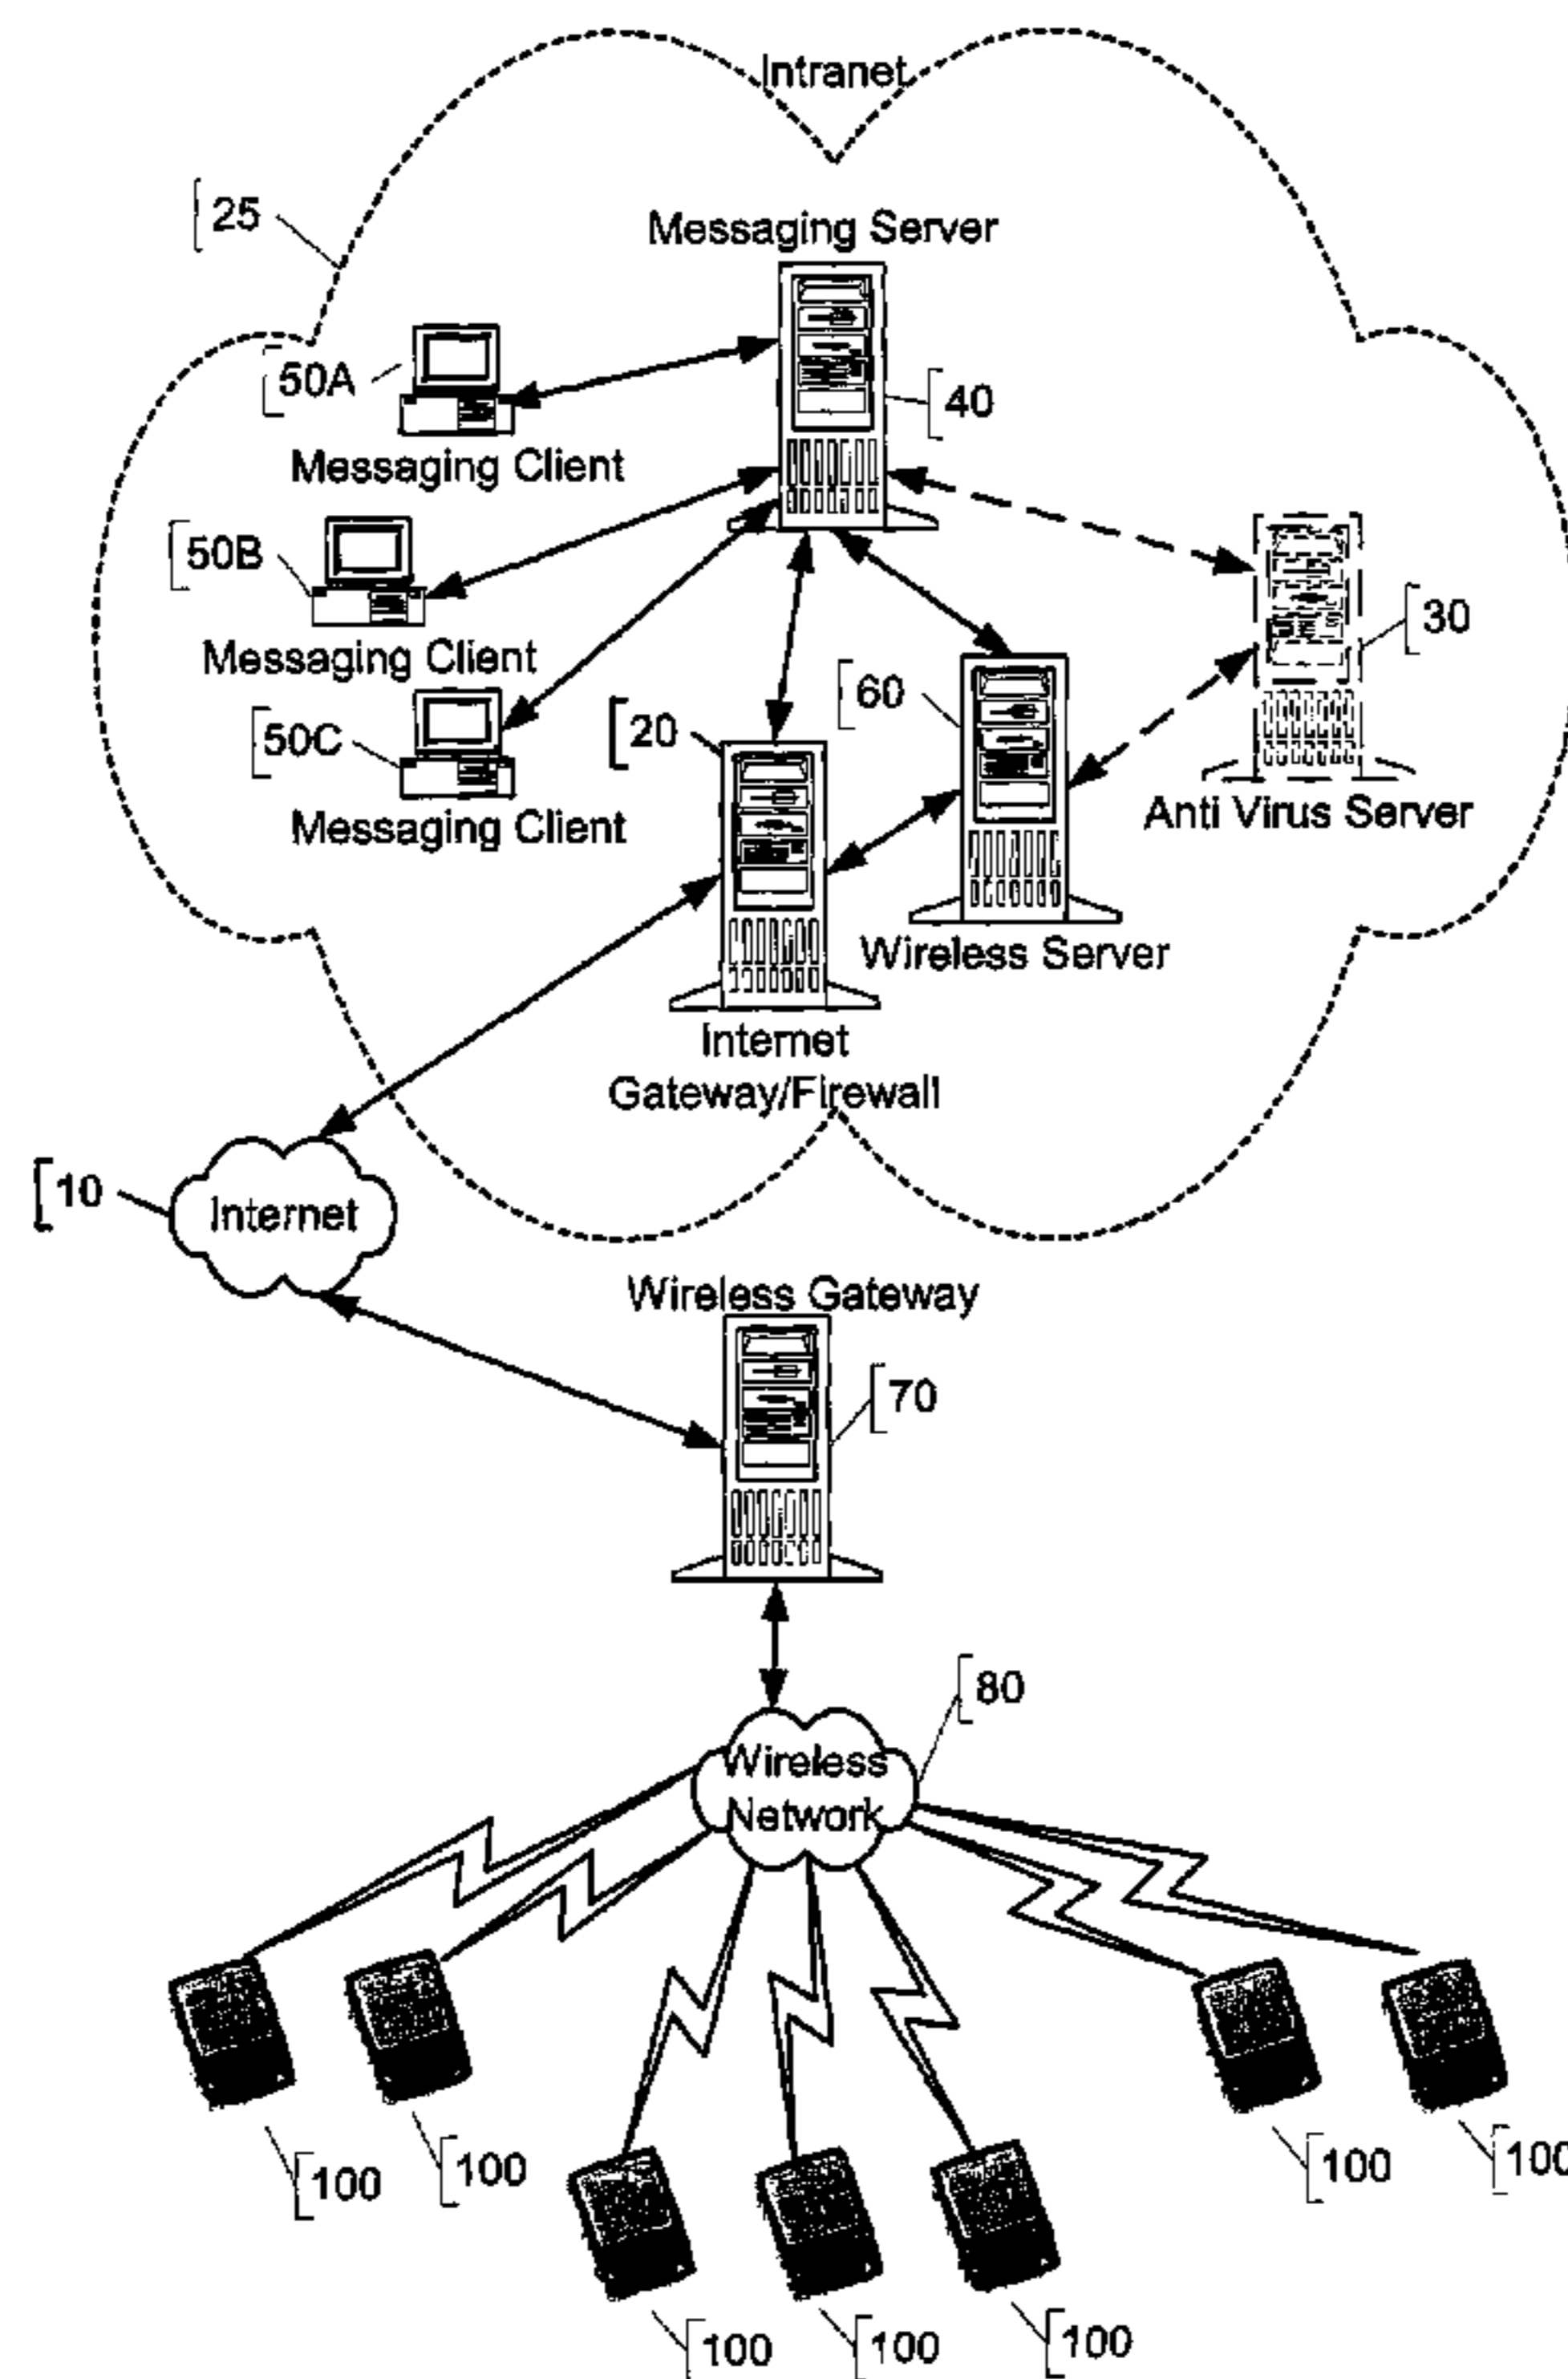 Intranet
25
Messaging Server
50A
40
Messaging Client
50B
30
Messaging Client
60
20
50C
Anti Virus Server
Messaging Client
Wireless Server
Internet
Gateway/Firewall
10
Internet
Wireless Gateway
70
80
Wireless
Network
100
100
100
100
100
100
100